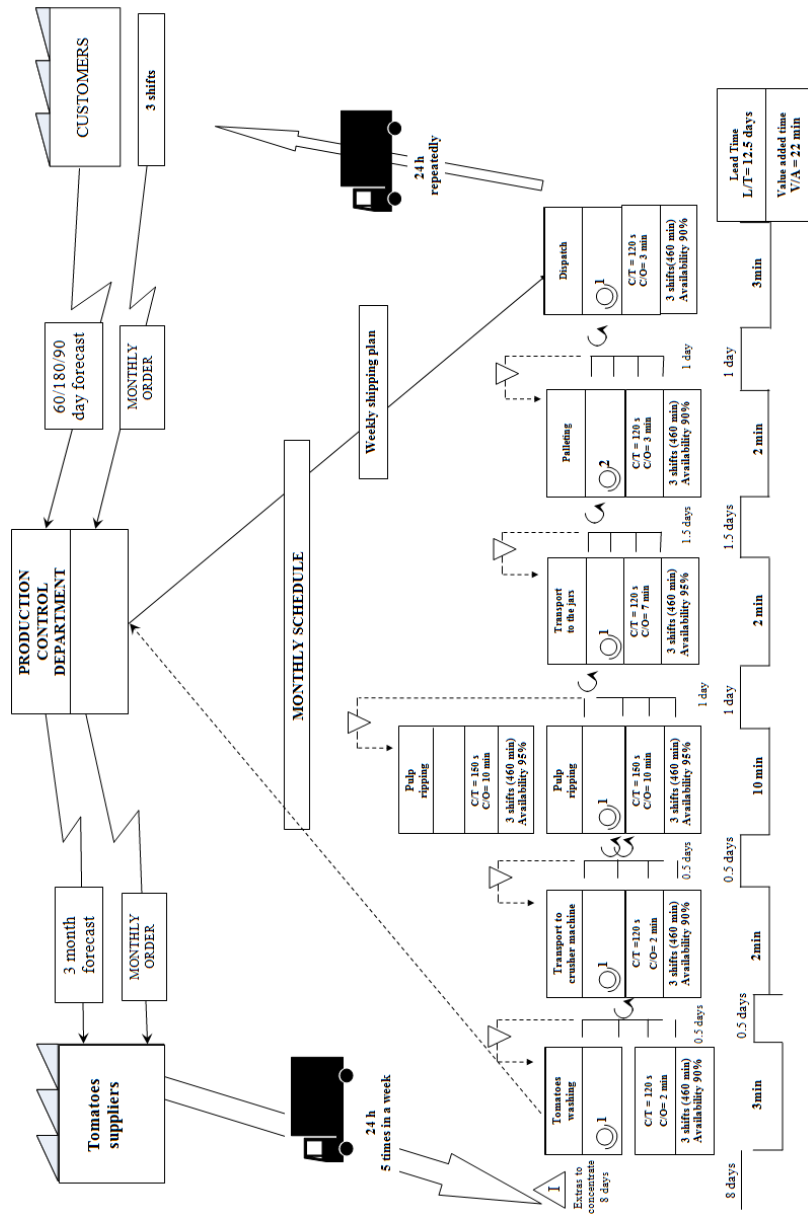 Tomatoes
suppliers
3 month
forecast
MONTHLY
ORDER
PRODUCTION
CONTROL
DEPARTMENT
60/180/90
day forecast
MONTHLY
ORDER
CUSTOMERS
3 shifts
24 h
5 times in a week
MONTHLY SCHEDULE
Weekly shipping plan
24 h
repeatedly
I
Extras to
concentrate
8 days
Tomatoes
washing
1
C/T = 120 s
C/O= 2 min
3 shifts (460 min)
Availability 90%
0.5 days
Transport to
crusher machine
1
C/T =120 s
C/O= 2 min
3 shifts (460 min)
Availability 90%
0.5 days
Pulp
ripping
C/T = 150 s
C/O= 10 min
3 shifts (460 min)
Availability 95%
Pulp
ripping
1
C/T = 150 s
C/O= 10 min
3 shifts (460 min)
Availability 95%
1 day
Transport
to the jars
1
C/T = 120 s
C/O= 7 min
3 shifts (460 min)
Availability 95%
1.5 days
Palleting
2
C/T = 120 s
C/O= 3 min
3 shifts (460 min)
Availability 90%
1 day
Dispatch
1
C/T = 120 s
C/O= 3 min
3 shifts(460 min)
Availability 90%
8 days
3min
0.5 days
2min
0.5 days
10 min
1 day
2 min
1.5 days
2 min
1 day
3min
Lead Time
L/T=12.5 days
Value added time
V/A = 22 min